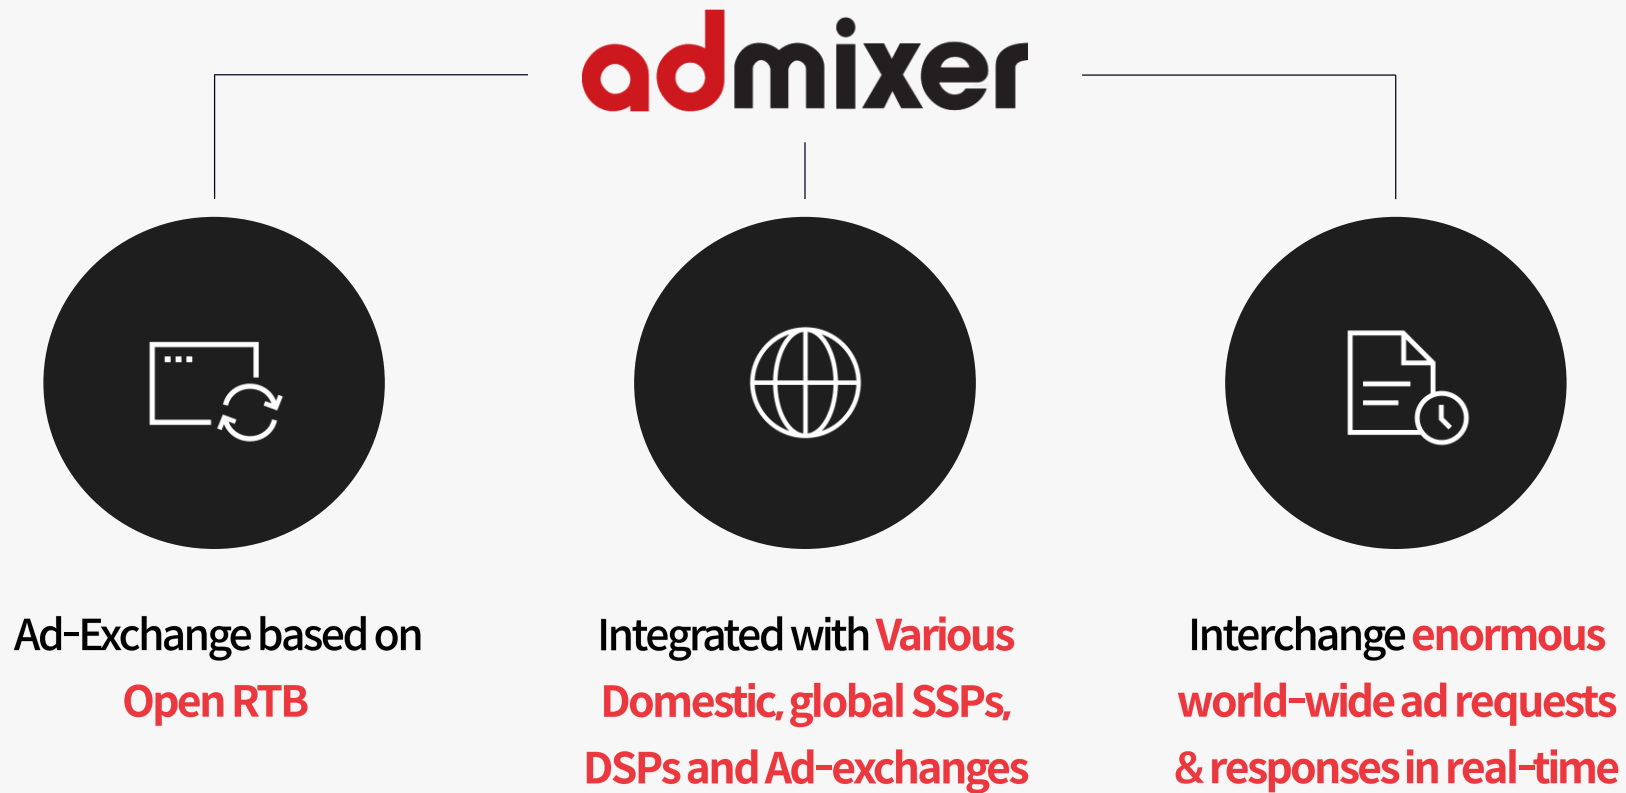 admixer
Ad-Exchange based on
Open RTB
Integrated with Various
Domestic, global SSPs,
DSPs and Ad-exchanges
Interchange enormous
world-wide ad requests
& responses in real-time